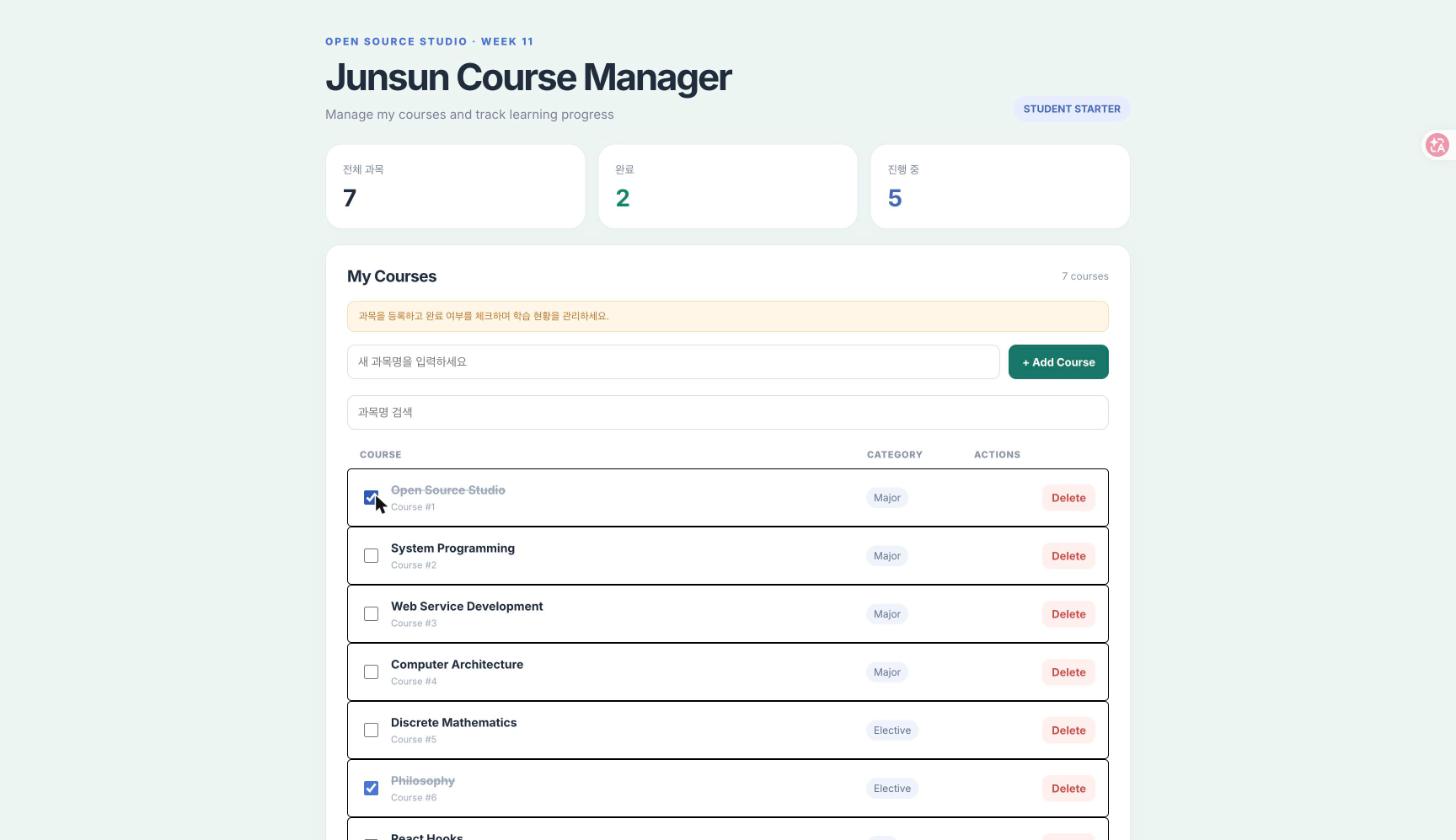 OPEN SOURCE STUDIO · WEEK 11
Junsun Course Manager
Manage my courses and track learning progress
STUDENT STARTER
전체 과목
7
완료
2
진행 중
5
My Courses
7 courses
과목을 등록하고 완료 여부를 체크하며 학습 현황을 관리하세요.
새 과목명을 입력하세요
+ Add Course
과목명 검색
COURSE CATEGORY ACTIONS
Open Source Studio
Course #1
Major
Delete
System Programming
Course #2
Major
Delete
Web Service Development
Course #3
Major
Delete
Computer Architecture
Course #4
Major
Delete
Discrete Mathematics
Course #5
Elective
Delete
Philosophy
Course #6
Elective
Delete
React Hooks